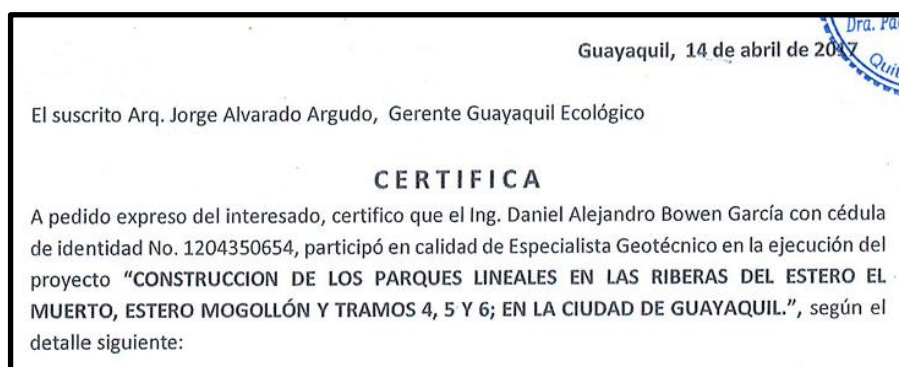 Dra.
Guayaquil, 14 de abril de 2017
El suscrito Arq. Jorge Alvarado Argudo, Gerente Guayaquil Ecológico
CERTIFICA
A pedido expreso del interesado, certifico que el Ing. Daniel Alejandro Bowen García con cédula
de identidad No. 1204350654, participó en calidad de Especialista Geotécnico en la ejecución del
proyecto “CONSTRUCCION DE LOS PARQUES LINEALES EN LAS RIBERAS DEL ESTERO EL
MUERTO, ESTERO MOGOLLÓN Y TRAMOS 4, 5 Y 6; EN LA CIUDAD DE GUAYAQUIL.”, según el
detalle siguiente: